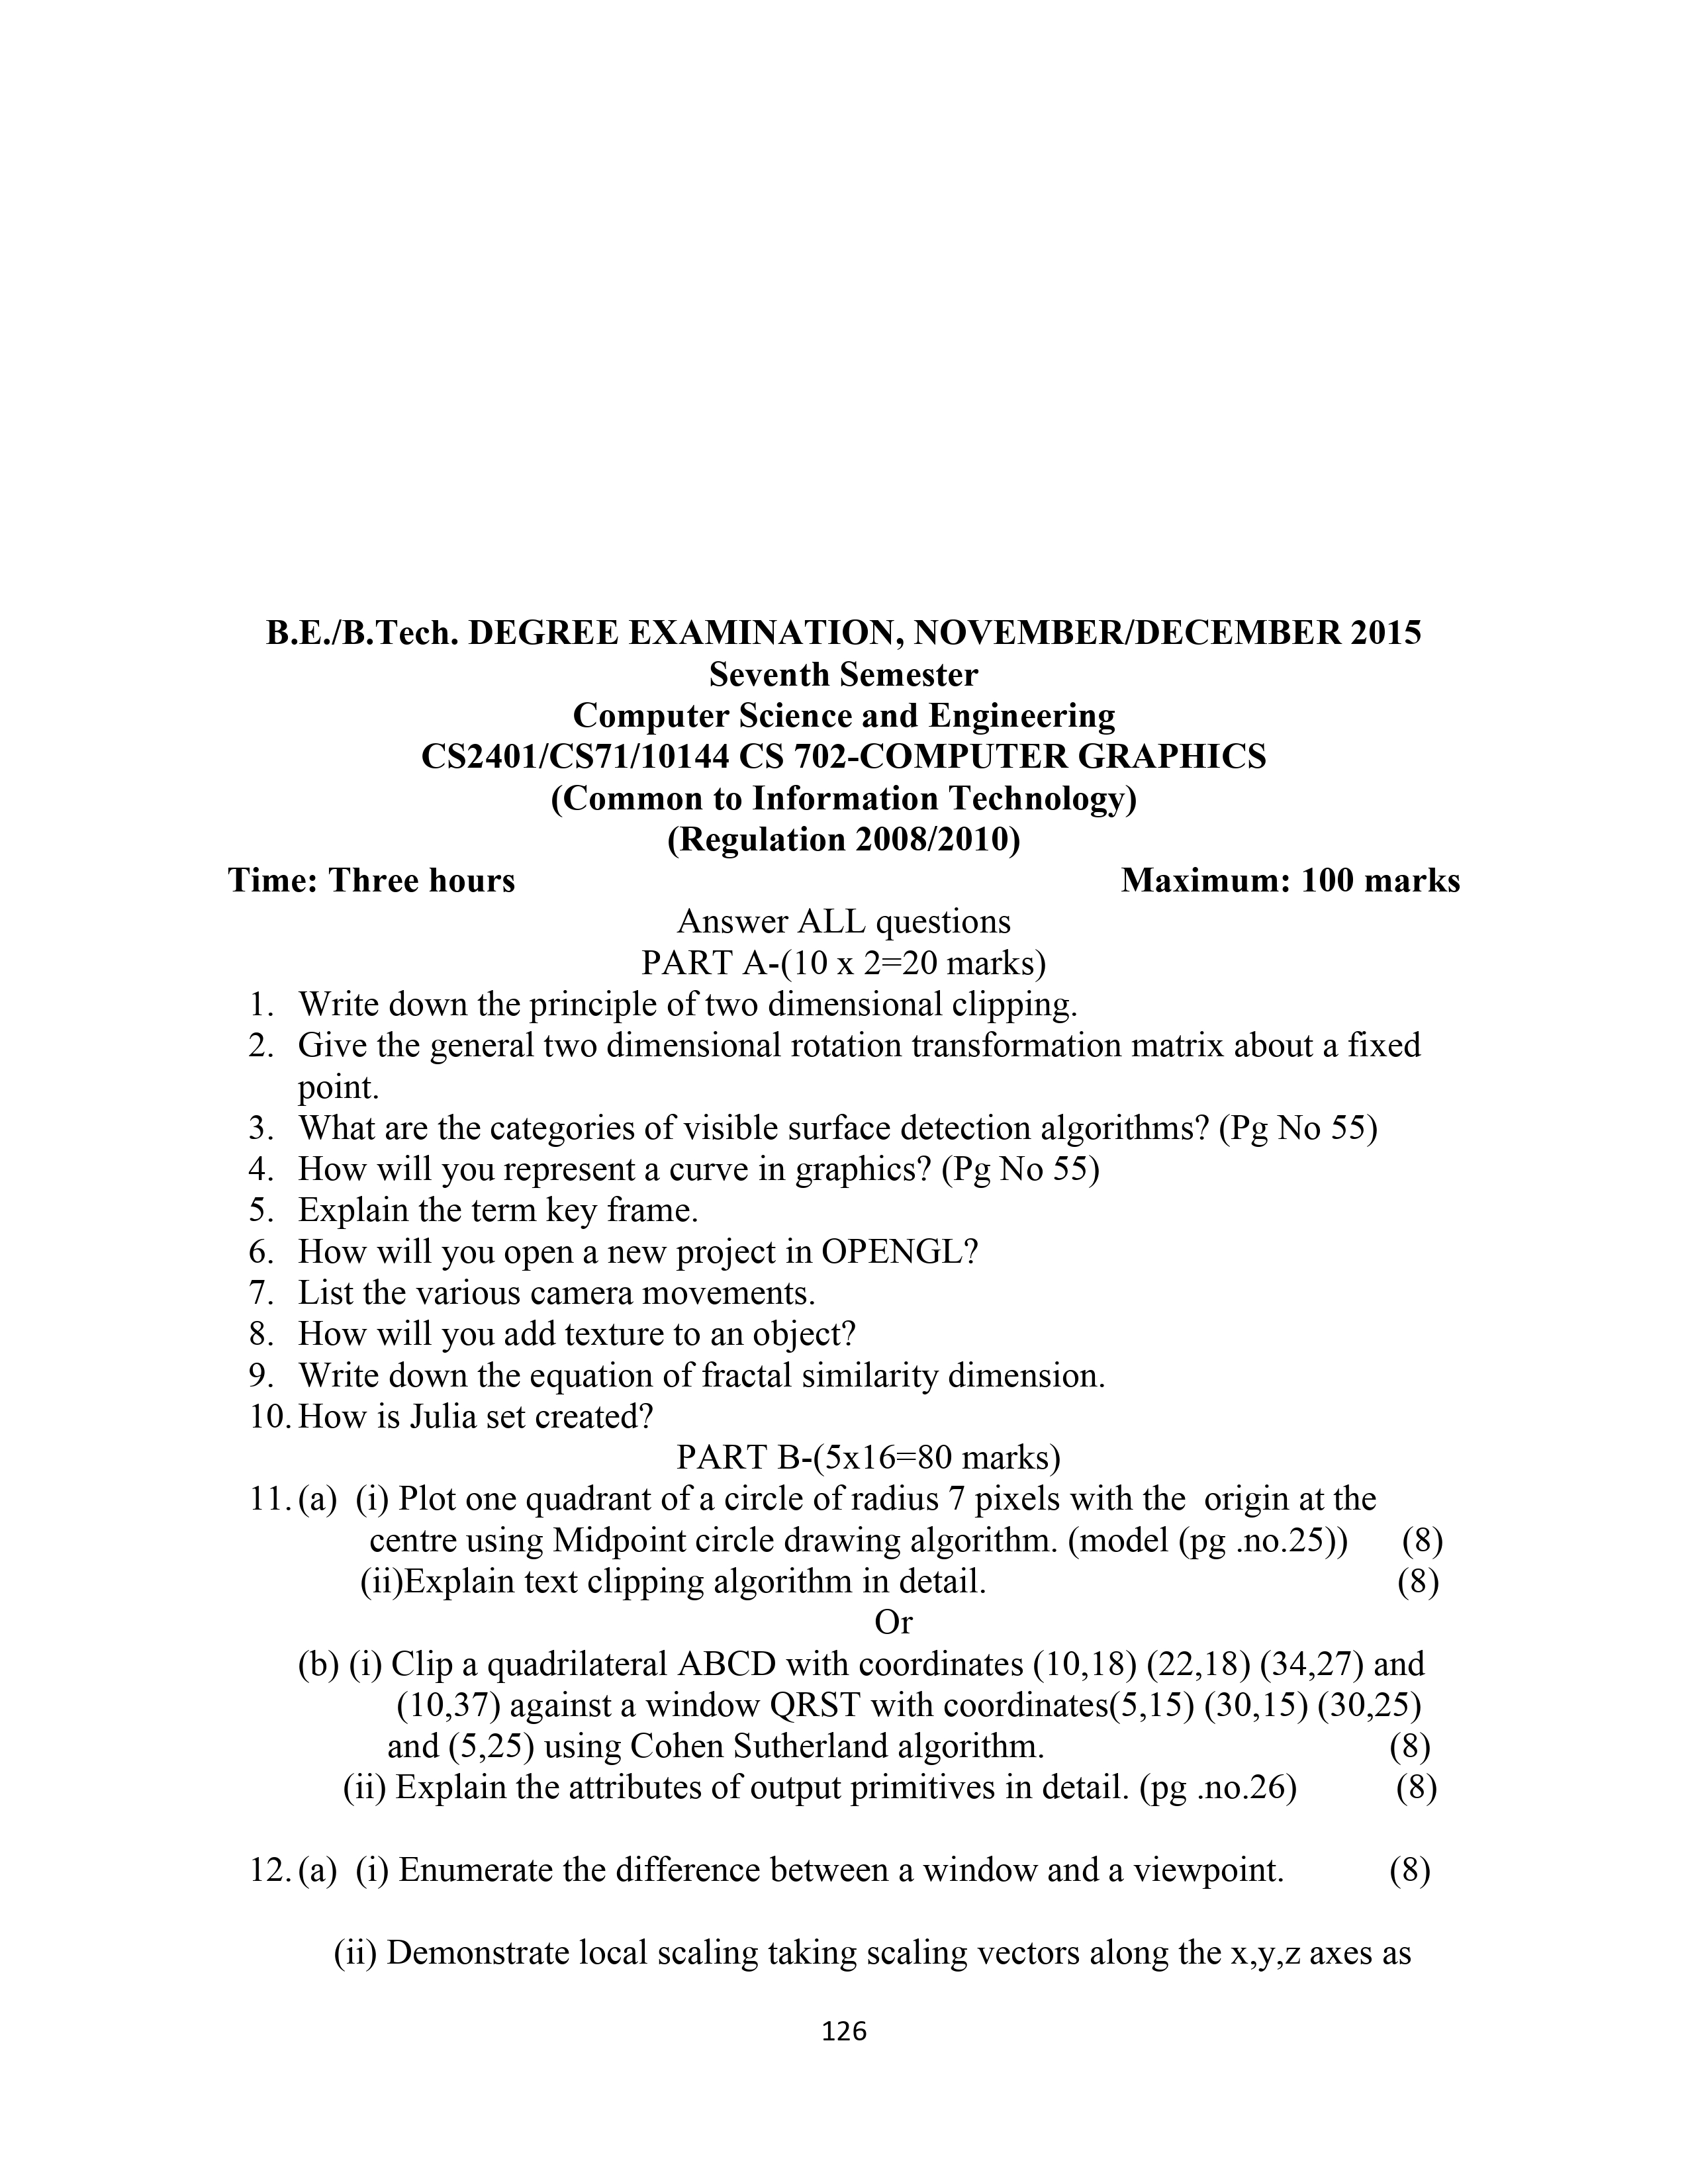 B.E./B.Tech. DEGREE EXAMINATION, NOVEMBER/DECEMBER 2015
Seventh Semester
Computer Science and Engineering
CS2401/CS71/10144 CS 702-COMPUTER GRAPHICS
(Common to Information Technology)
(Regulation 2008/2010)
Time: Three hours Maximum: 100 marks
Answer ALL questions
PART A-(10 x 2=20 marks)
1. Write down the principle of two dimensional clipping.
2. Give the general two dimensional rotation transformation matrix about a fixed
point.
3. What are the categories of visible surface detection algorithms? (Pg No 55)
4. How will you represent a curve in graphics? (Pg No 55)
5. Explain the term key frame.
6. How will you open a new project in OPENGL?
7. List the various camera movements.
8. How will you add texture to an object?
9. Write down the equation of fractal similarity dimension.
10. How is Julia set created?
PART B-(5x16=80 marks)
11. (a) (i) Plot one quadrant of a circle of radius 7 pixels with the origin at the
centre using Midpoint circle drawing algorithm. (model (pg .no.25)) (8)
(ii)Explain text clipping algorithm in detail. (8)
Or
(b) (i) Clip a quadrilateral ABCD with coordinates (10,18) (22,18) (34,27) and
(10,37) against a window QRST with coordinates(5,15) (30,15) (30,25)
and (5,25) using Cohen Sutherland algorithm. (8)
(ii) Explain the attributes of output primitives in detail. (pg .no.26) (8)
12. (a) (i) Enumerate the difference between a window and a viewpoint. (8)
(ii) Demonstrate local scaling taking scaling vectors along the x,y,z axes as
126